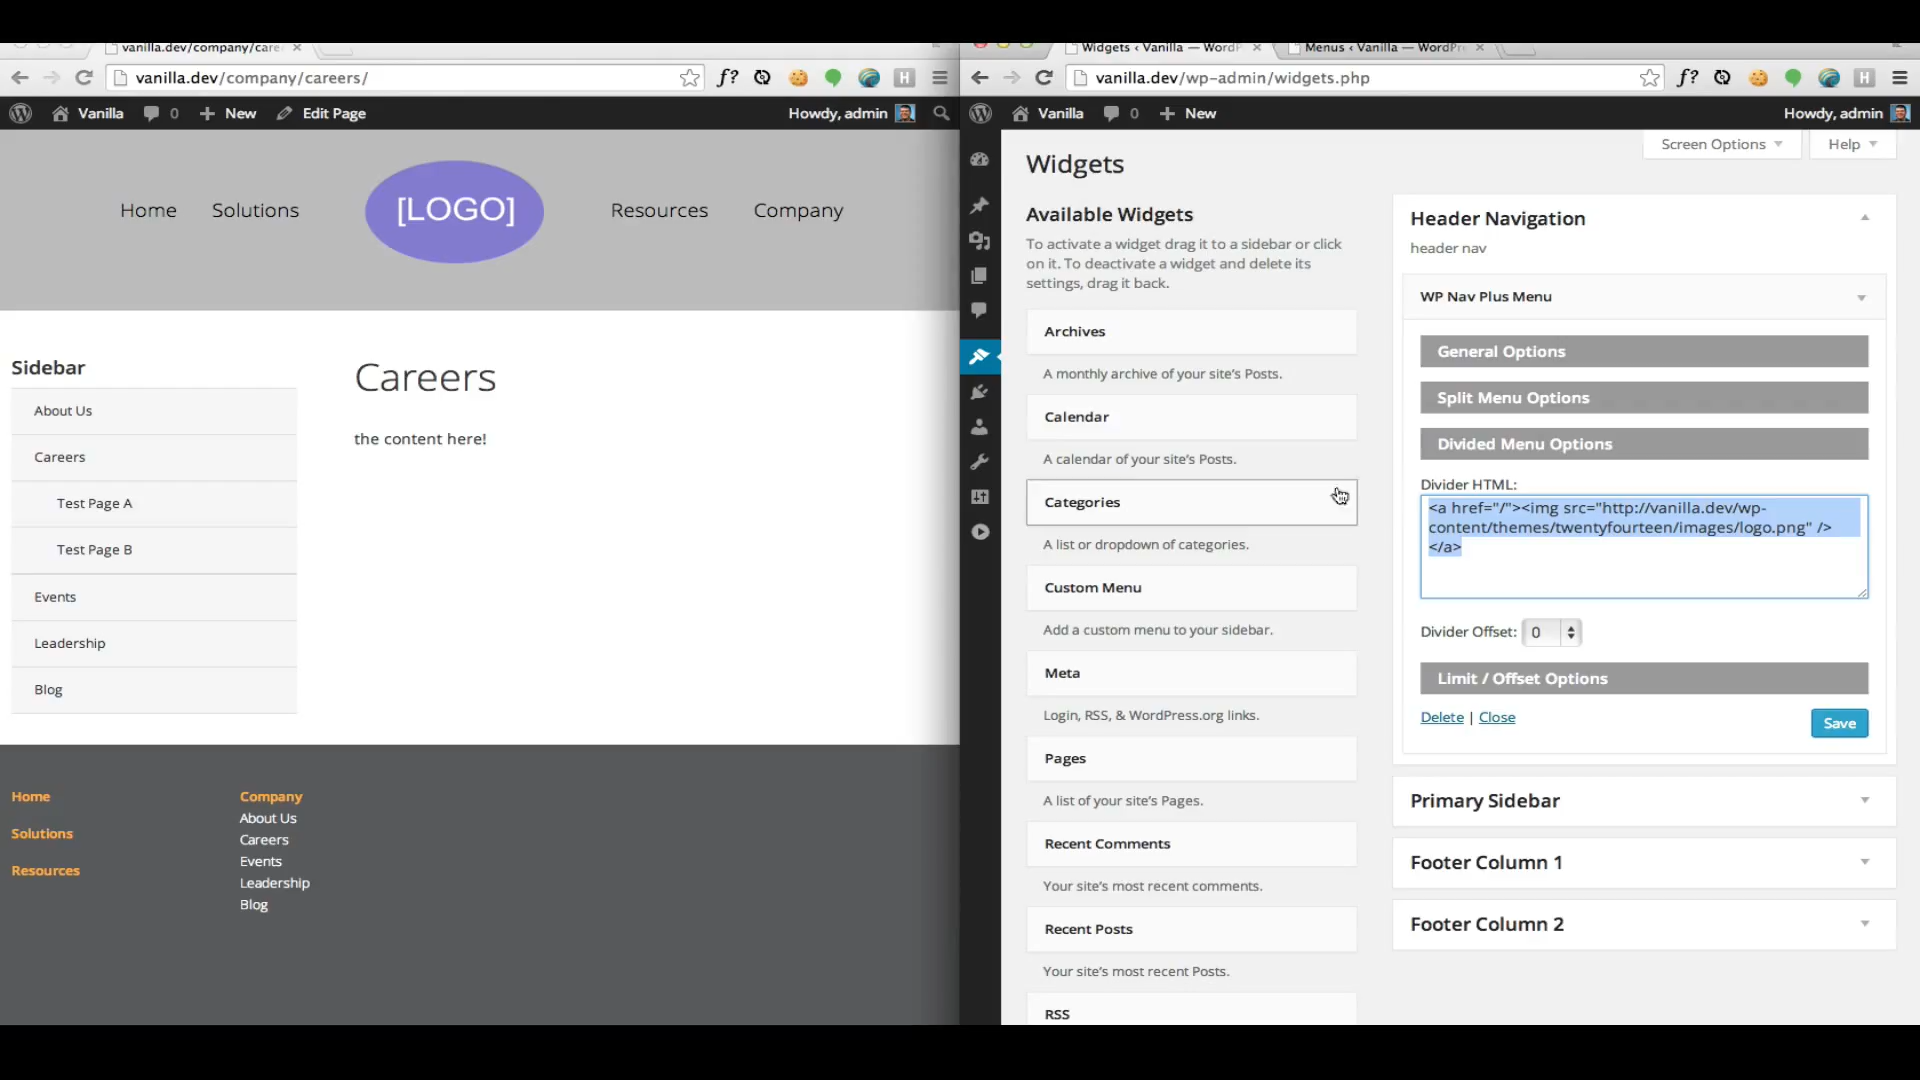 vanilla.dev/company/care
vanilla.dev/company/careers/
f?
H
Vanilla
0
New
Edit Page
Howdy, admin
Home
Solutions
[LOGO]
Resources
Company
Sidebar
About Us
Careers
Test Page A
Test Page B
Events
Leadership
Blog
Careers
the content here!
Home
Solutions
Resources
Company
About Us
Careers
Events
Leadership
Blog
Widgets ‹ Vanilla — WordP
Menus ‹ Vanilla — WordPr
vanilla.dev/wp-admin/widgets.php
f?
H
Vanilla
0
New
Howdy, admin
Screen Options
Help
Widgets
Available Widgets
To activate a widget drag it to a sidebar or click
on it. To deactivate a widget and delete its
settings, drag it back.
Archives
A monthly archive of your site's Posts.
Calendar
A calendar of your site's Posts.
Categories
A list or dropdown of categories.
Custom Menu
Add a custom menu to your sidebar.
Meta
Login, RSS, & WordPress.org links.
Pages
A list of your site's Pages.
Recent Comments
Your site's most recent comments.
Recent Posts
Your site's most recent Posts.
RSS
Header Navigation
header nav
WP Nav Plus Menu
General Options
Split Menu Options
Divided Menu Options
Divider HTML:
<a href="/"><img src="http://vanilla.dev/wp-
content/themes/twentyfourteen/images/logo.png" />
</a>
Divider Offset: 0
Limit / Offset Options
Delete | Close
Save
Primary Sidebar
Footer Column 1
Footer Column 2